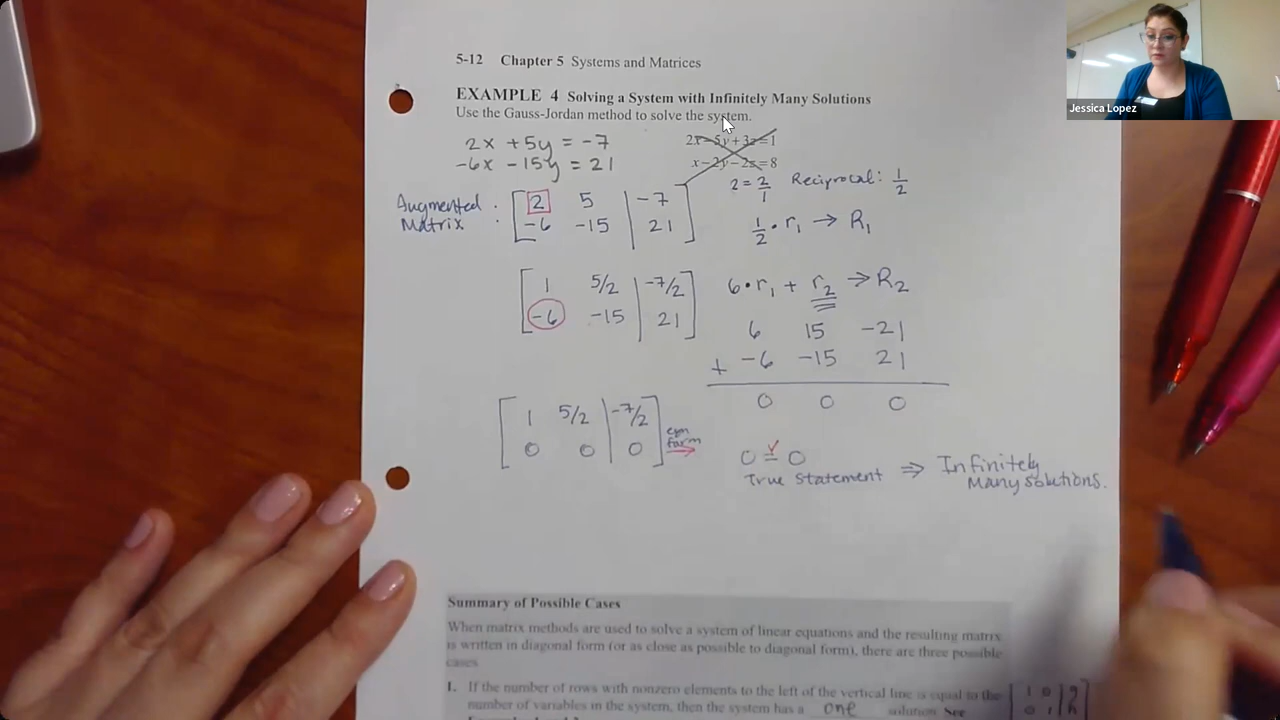 Jessica Lopez
5-12 Chapter 5 Systems and Matrices
EXAMPLE 4 Solving a System with Infinitely Many Solutions
Use the Gauss-Jordan method to solve the system.
2x + 5y = -7
-6x - 15y = 21
2x-5y+3z=1
x-2y-2z=8
2 = 2/1 Reciprocal: 1/2
Augmented Matrix :
[2 5 | -7]
[-6 -15 | 21]
1/2 · r₁ → R₁
[1 5/2 | -7/2]
[-6 -15 | 21]
6·r₁ + r₂ → R₂
6 15 -21
+ -6 -15 21
0 0 0
[1 5/2 | -7/2]
[0 0 | 0]
0 = 0
True Statement ⇒ Infinitely
Many solutions.
Summary of Possible Cases
When matrix methods are used to solve a system of linear equations and the resulting matrix
is written in diagonal form (or as close as possible to diagonal form), there are three possible
cases
1. If the number of rows with nonzero elements to the left of the vertical line is equal to the
number of variables in the system, then the system has a one solution. See